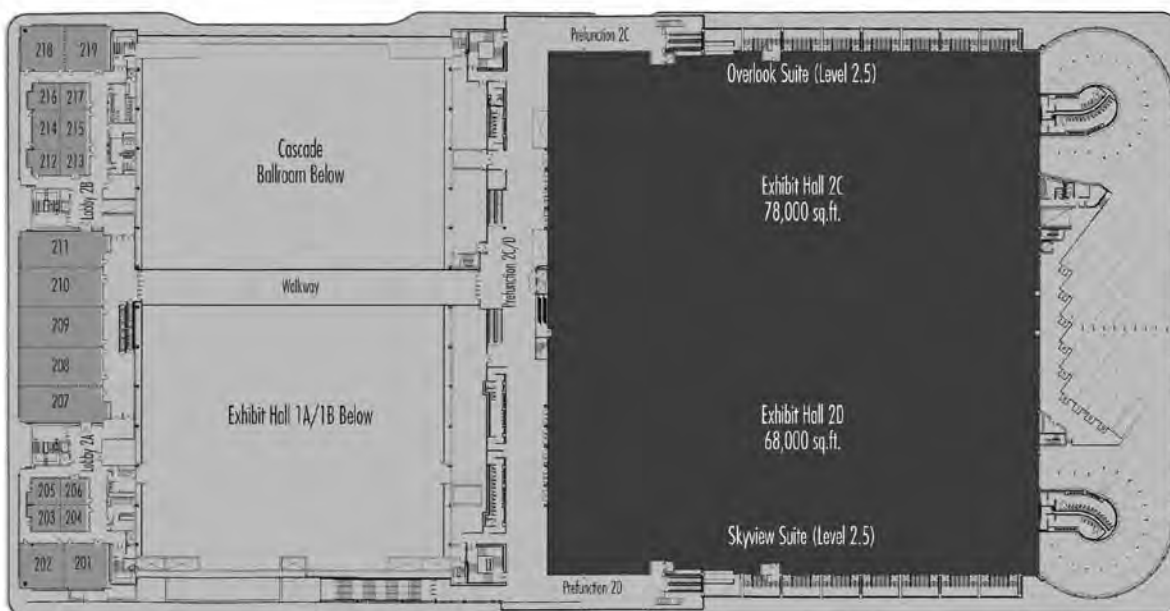 218
219
216
217
214
215
212
213
Lobby 2B
211
210
209
208
207
Lobby 2A
205
206
203
204
202
201
Cascade
Ballroom Below
Walkway
Exhibit Hall 1A/1B Below
Prefunction 2C
Prefunction 2C/D
Prefunction 2D
Overlook Suite (Level 2.5)
Exhibit Hall 2C
78,000 sq.ft.
Exhibit Hall 2D
68,000 sq.ft.
Skyview Suite (Level 2.5)